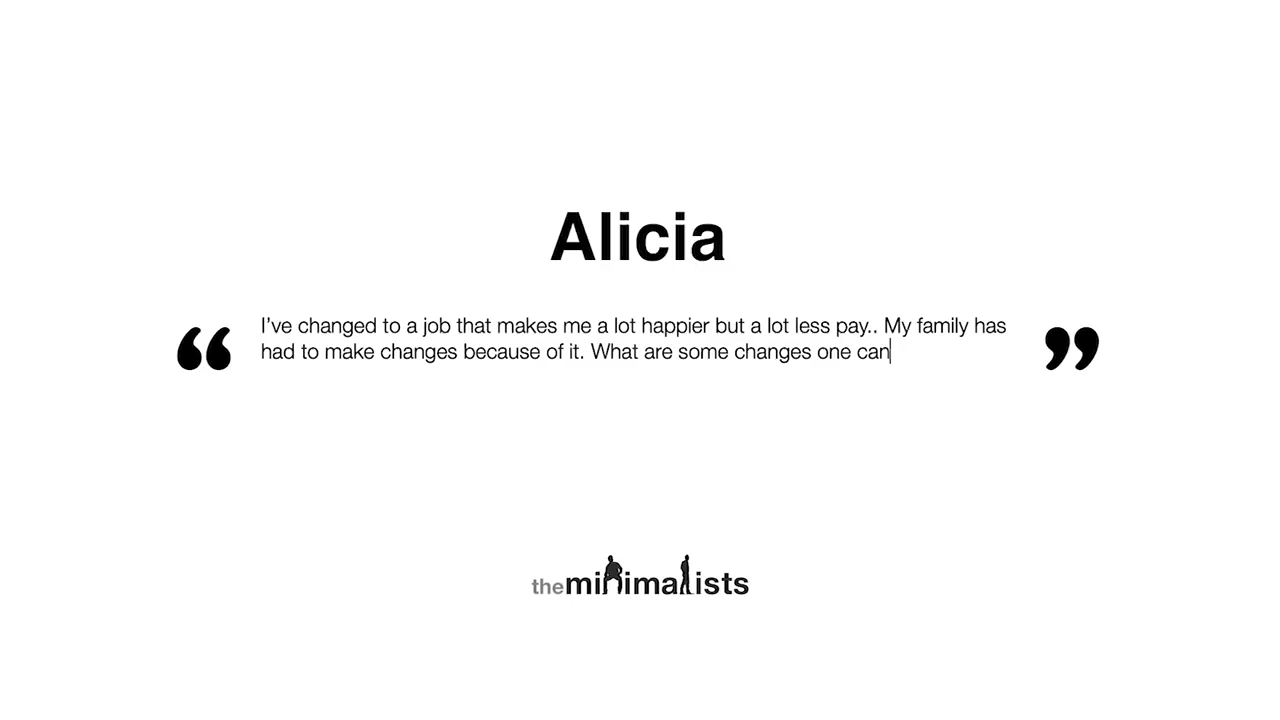 Alicia
“ I’ve changed to a job that makes me a lot happier but a lot less pay.. My family has ”
had to make changes because of it. What are some changes one can
theminimalists